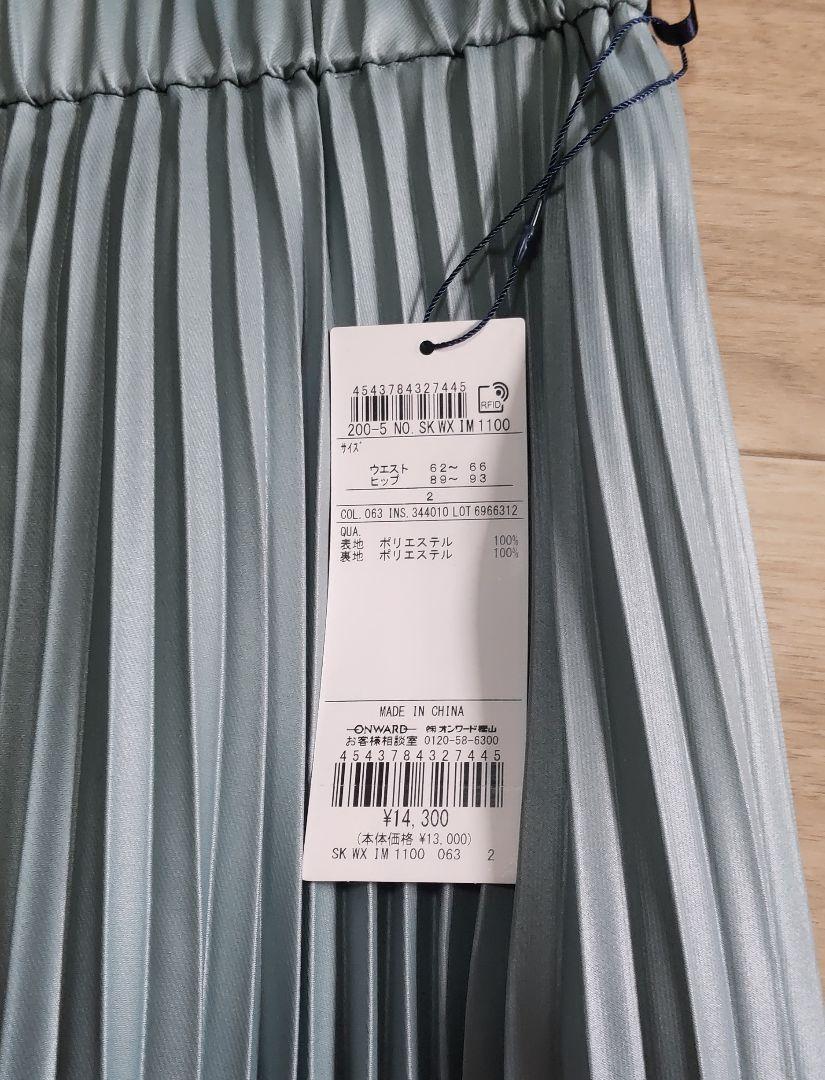 4543784327445
RFID
200-5 NO. SK WX IM 1100
サイズ
ウエスト 62〜 66
ヒップ 89〜 93
2
COL. 063 INS. 344010 LOT 6966312
QUA.
表地 ポリエステル 100%
裏地 ポリエステル 100%
MADE IN CHINA
ONWARD ㈱オンワード樫山
お客様相談室 0120-58-6300
4543784327445
¥14,300
(本体価格 ¥13,000)
SK WX IM 1100 063 2